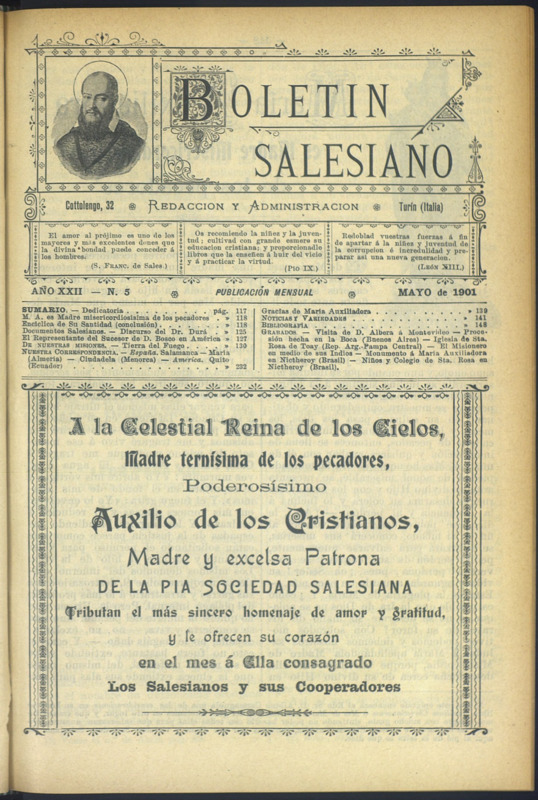 BOLETIN
SALESIANO
Cottolengo, 32 REDACCION Y ADMINISTRACION Turín (Italia)
El amor al prójimo es uno de los
mayores y más excelentes dones que
la divina bondad puede conceder á
los hombres.
(S. FRANC. de Sales)
Os recomiendo la niñez y la juven-
tud; cultivad con grande esmero su
educacion cristiana; y proporcionadle
libros que la enseñen á huir del vicio
y á practicar la virtud.
(PIO IX.)
Redoblad vuestras fuerzas á fin
de apartar á la niñez y juventud de
la corrupcion é incredulidad y pre-
parar asi una nueva generacion.
(LEÓN XIII.)
AÑO XXII — N. 5 PUBLICACIÓN MENSUAL MAYO de 1901
SUMARIO. — Dedicatoria . . . pág. 117
M. A. es Madre misericordiosísima de los pecadores . » 118
Encíclica de Su Santidad (conclusión) . . . » 118
Documentos Salesianos. — Discurso del Dr. Durá . » 125
El Representante del Sucesor de D. Bosco en América » 127
DE NUESTRAS MISIONES. — Tierra del Fuego . . . » 130
NUESTRA CORRESPONDENCIA. — España. Salamanca — María
(Almería) — Ciudadela (Menorca) — America. Quito
(Ecuador) . . . » 232
Gracias de María Auxiliadora . . . » 139
NOTICIAS Y VARIEDADES . . . » 141
BIBLIOGRAFIA . . . » 146
GRABADOS. — Visita de D. Albera á Montevideo — Proce-
sión hecha en la Boca (Buenos Aires) — Iglesia de Sta.
Rosa de Toay (Rep. Arg.-Pampa Central) — El Misionero
en medio de sus Indios — Monumento á María Auxiliadora
en Nictheroy (Brasil) — Niños y Colegio de Sta. Rosa en
Nictheroy (Brasil).
A la Celestial Reina de los Cielos,
Madre ternísima de los pecadores,
Poderosísimo
Auxilio de los Cristianos,
Madre y excelsa Patrona
DE LA PIA SOCIEDAD SALESIANA
Tributan el más sincero homenaje de amor y gratitud,
y le ofrecen su corazón
en el mes á Ella consagrado
Los Salesianos y sus Cooperadores